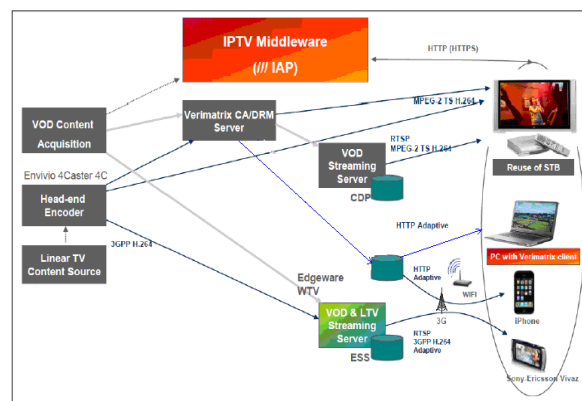 IPTV Middleware
(/// IAP)
HTTP (HTTPS)
MPEG-2 TS H.264
VOD Content
Acquisition
Verimatrix CA/DRM
Server
RTSP
MPEG-2 TS H.264
VOD
Streaming
Server
CDP
Reuse of STB
Envivio 4Caster 4C
Head-end
Encoder
3GPP H.264
Linear TV
Content Source
HTTP Adaptive
PC with Verimatrix client
HTTP
Adaptive
WIFI
3G
iPhone
Edgeware
WTV
VOD & LTV
Streaming
Server
ESS
RTSP
3GPP H.264
Adaptive
Sony-Ericsson Vivaz